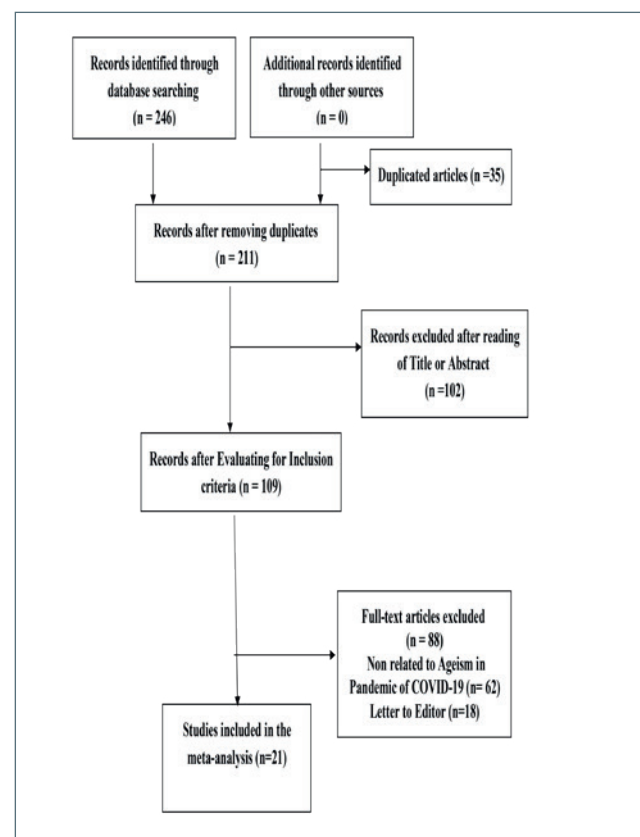 Records identified through
database searching
(n = 246)
Additional records identified
through other sources
(n = 0)
Duplicated articles (n =35)
Records after removing duplicates
(n = 211)
Records excluded after reading
of Title or Abstract
(n =102)
Records after Evaluating for Inclusion
criteria (n = 109)
Full-text articles excluded
(n = 88)
Non related to Ageism in
Pandemic of COVID-19 (n= 62)
Letter to Editor (n=18)
Studies included in the
meta-analysis (n=21)